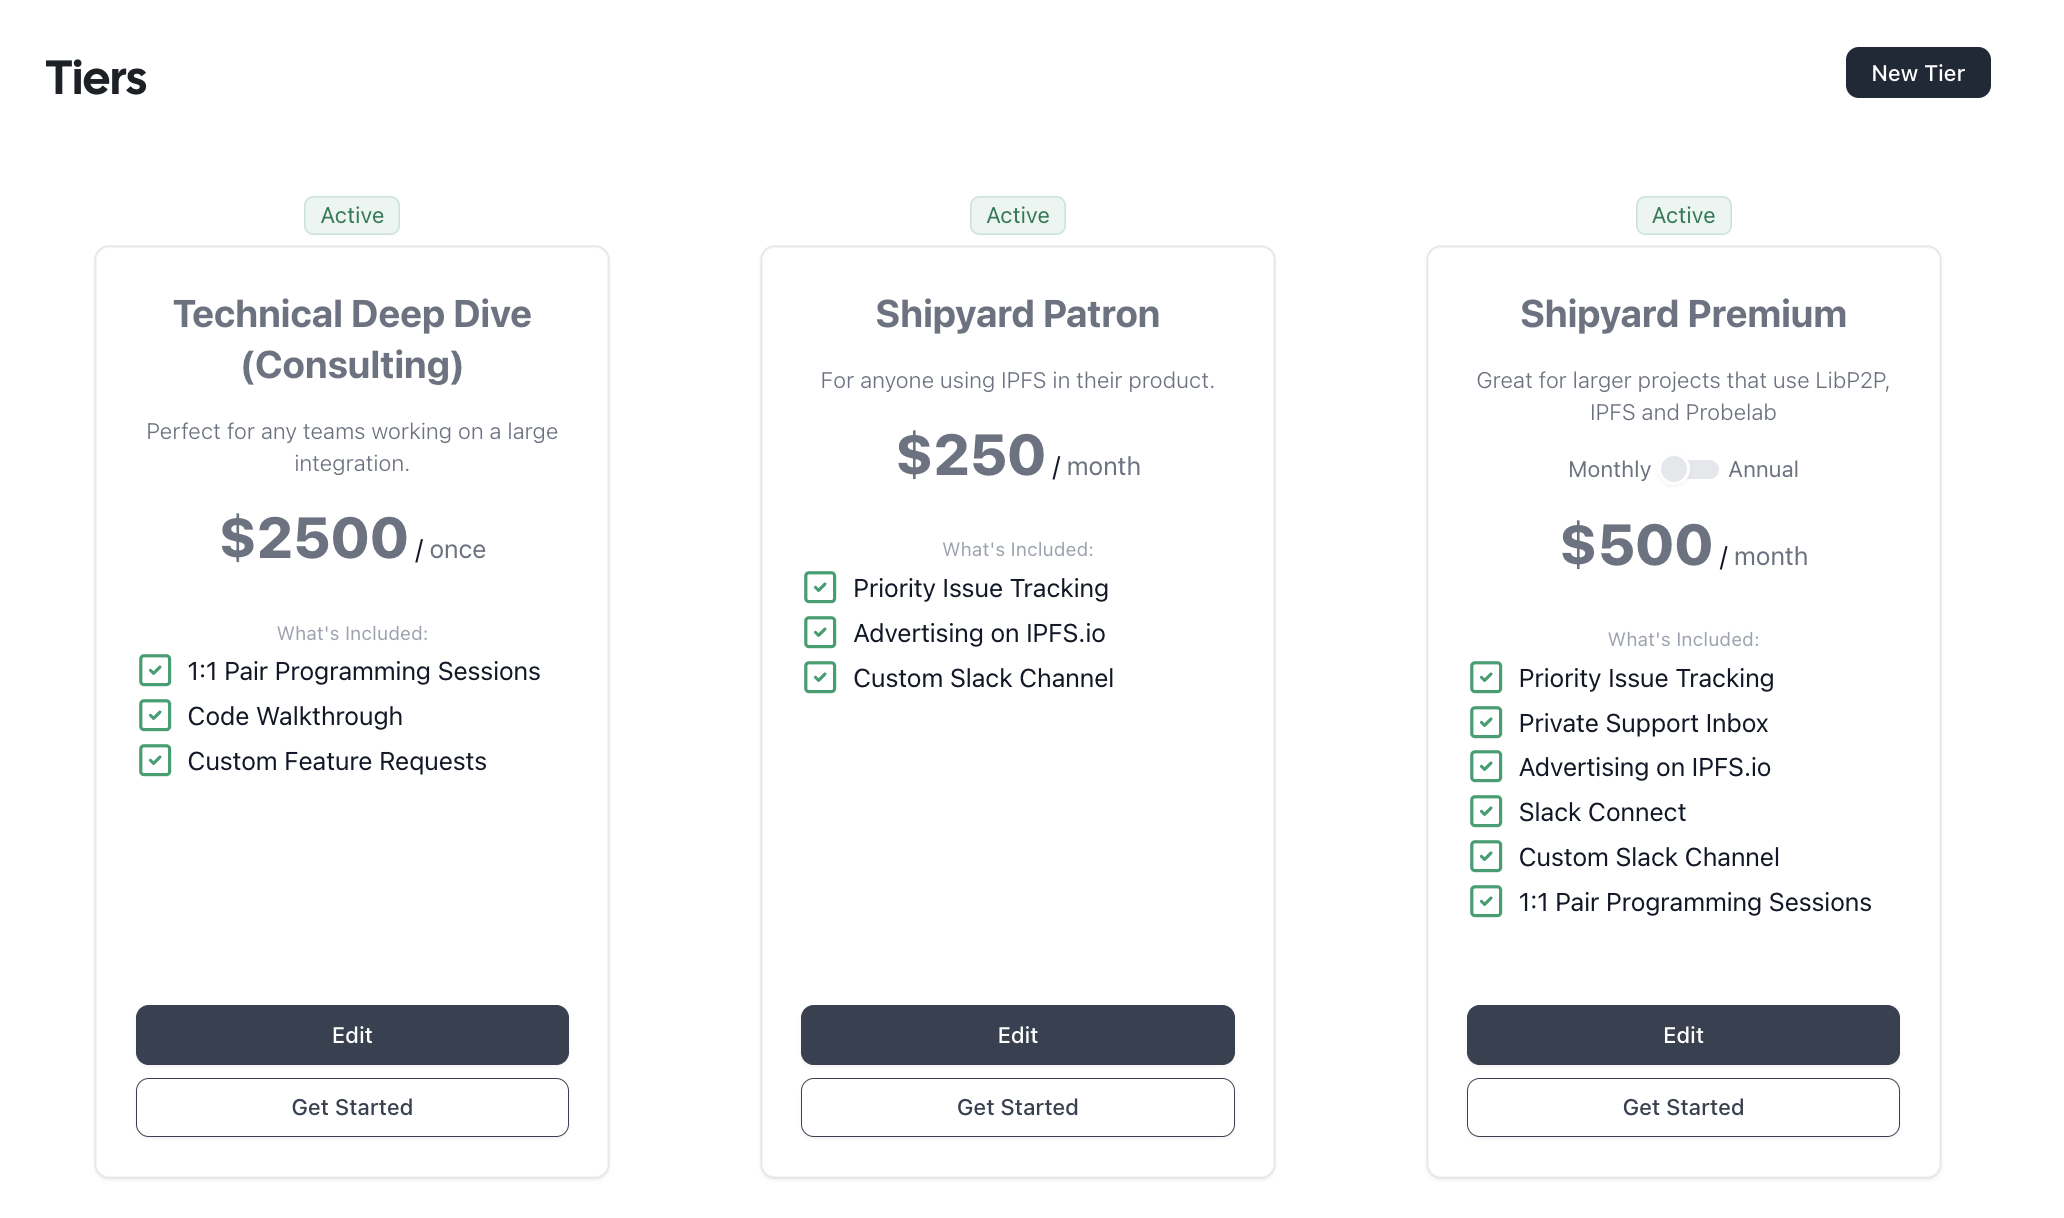 Tiers
New Tier
Active
Technical Deep Dive
(Consulting)
Perfect for any teams working on a large
integration.
$2500 / once
What's Included:
1:1 Pair Programming Sessions
Code Walkthrough
Custom Feature Requests
Edit
Get Started
Active
Shipyard Patron
For anyone using IPFS in their product.
$250 / month
What's Included:
Priority Issue Tracking
Advertising on IPFS.io
Custom Slack Channel
Edit
Get Started
Active
Shipyard Premium
Great for larger projects that use LibP2P,
IPFS and Probelab
Monthly Annual
$500 / month
What's Included:
Priority Issue Tracking
Private Support Inbox
Advertising on IPFS.io
Slack Connect
Custom Slack Channel
1:1 Pair Programming Sessions
Edit
Get Started